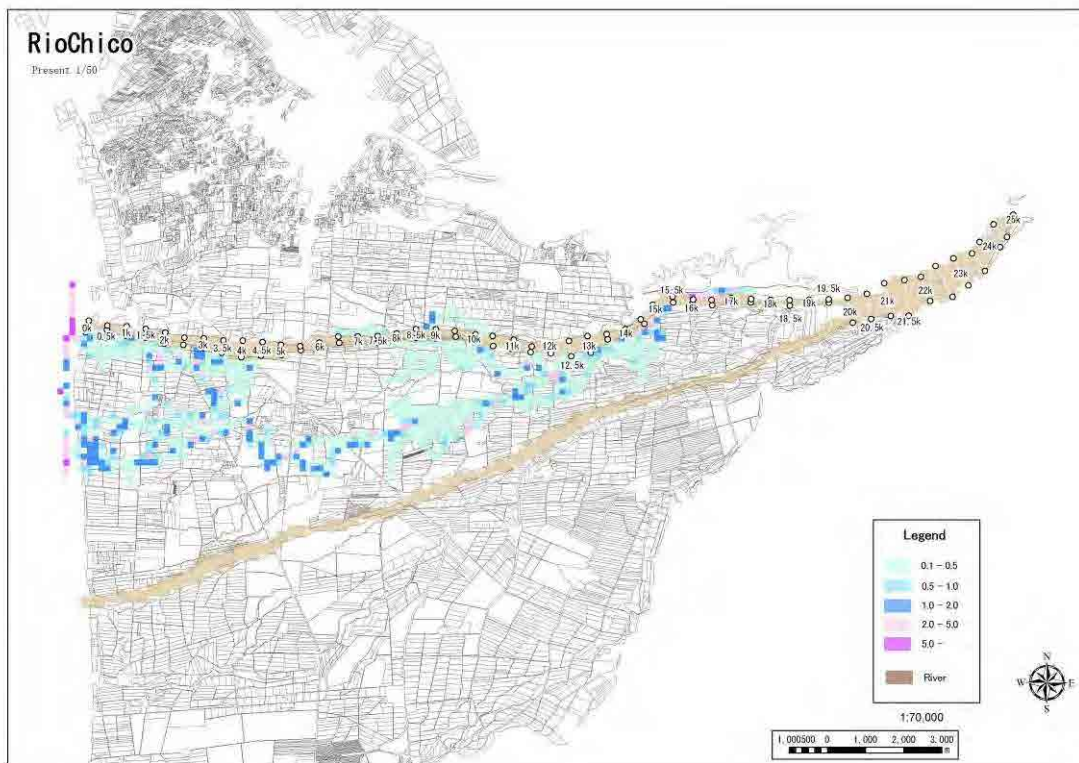 RioChico
Present 1/50
0k
0.5k
1k
1.5k
2k
3k
3.5k
4k
4.5k
5k
6k
7k
7.5k
8k
8.5k
9k
10k
11k
12k
12.5k
13k
14k
15k
15.5k
16k
17k
18k
18.5k
19k
19.5k
20k
20.5k
21k
21.5k
22k
23k
24k
25k
Legend
0.1 - 0.5
0.5 - 1.0
1.0 - 2.0
2.0 - 5.0
5.0 -
River
N
W E
S
1:70,000
1,000500 0 1,000 2,000 3,000
m